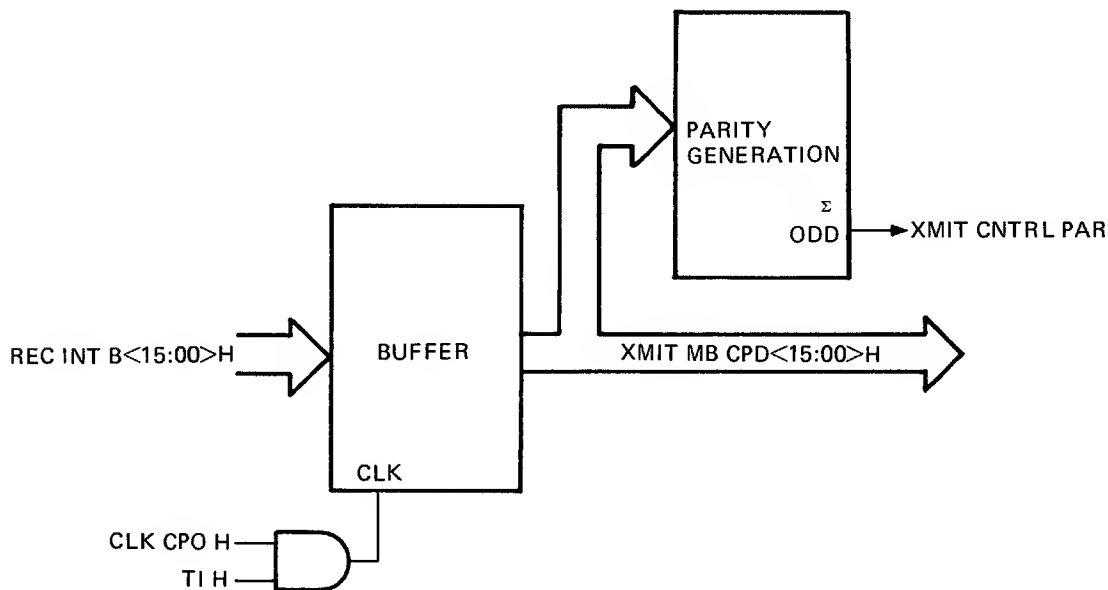 PARITY
GENERATION
Σ
ODD
XMIT CNTRL PAR
REC INT B<15:00>H
BUFFER
XMIT MB CPD<15:00>H
CLK
CLK CPO H
TI H